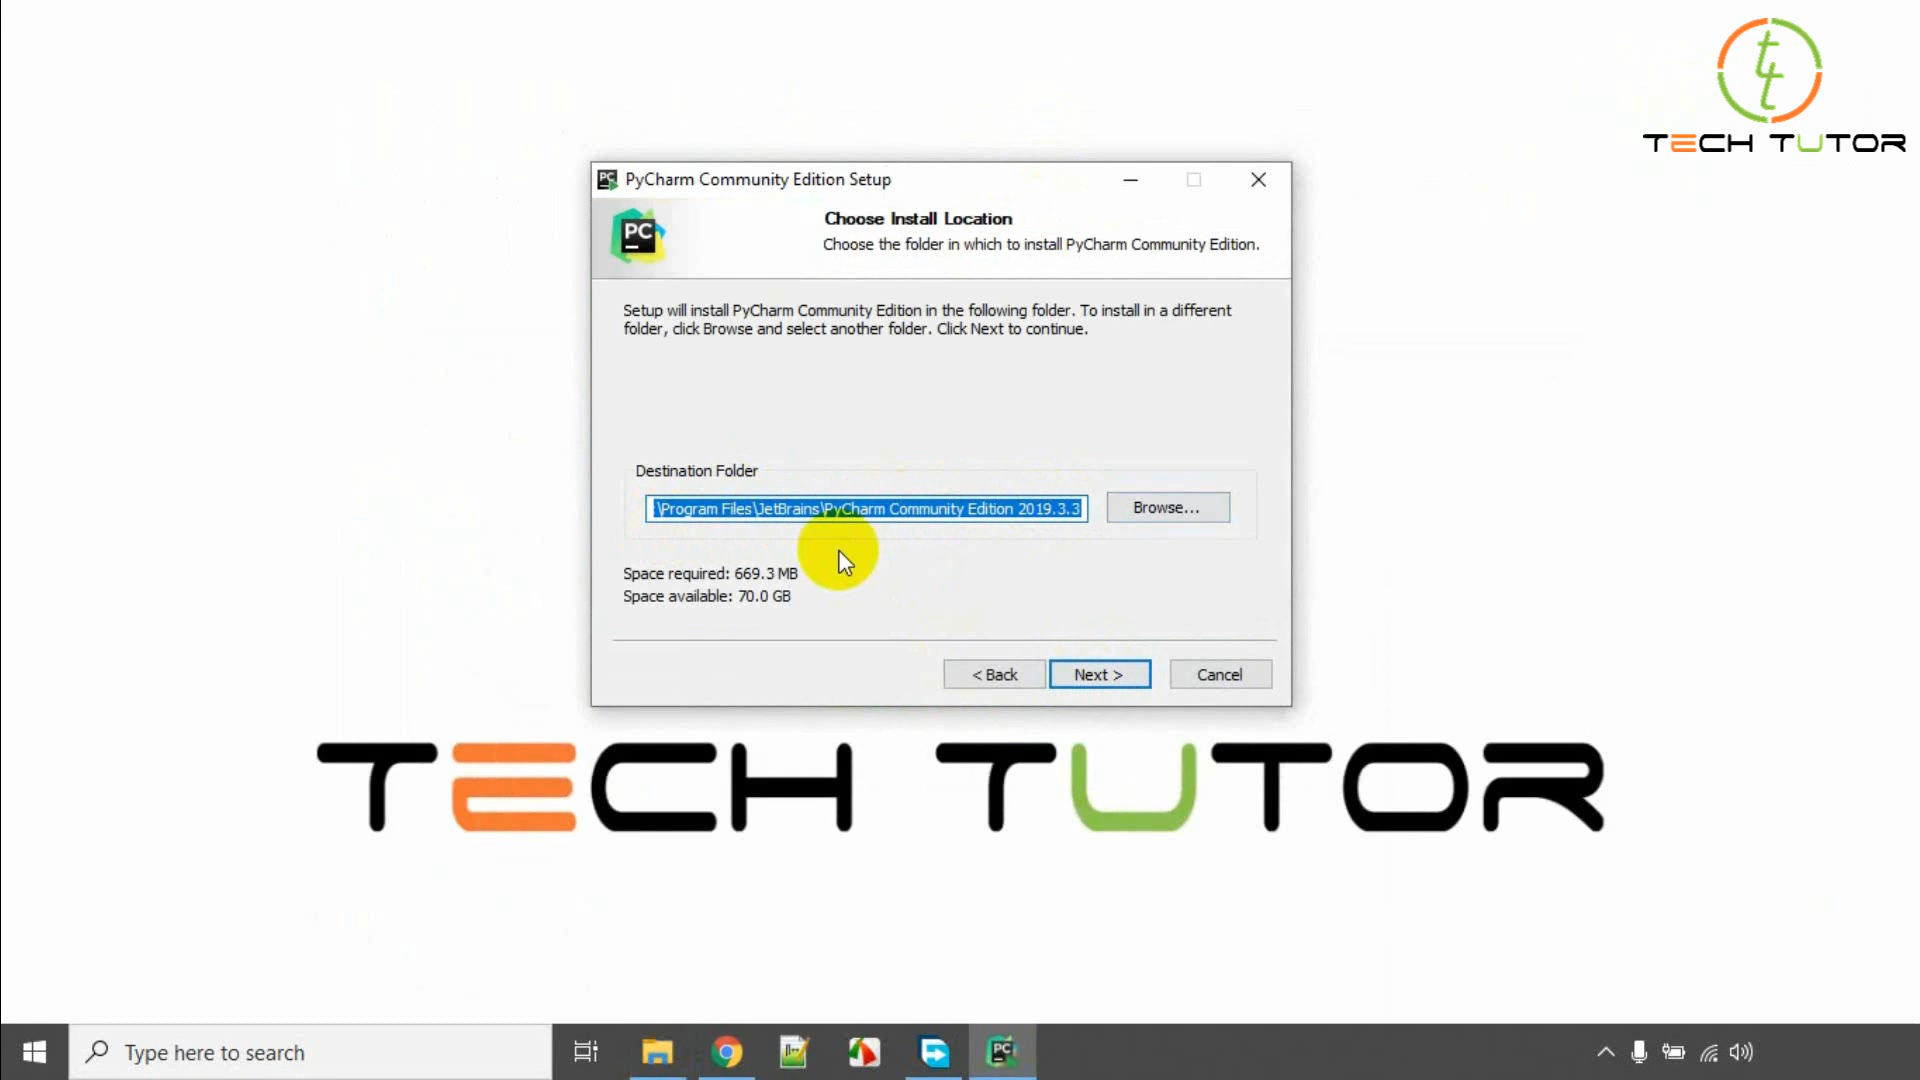 TECH TUTOR
PC PyCharm Community Edition Setup
PC
Choose Install Location
Choose the folder in which to install PyCharm Community Edition.
Setup will install PyCharm Community Edition in the following folder. To install in a different
folder, click Browse and select another folder. Click Next to continue.
Destination Folder
:\Program Files\JetBrains\PyCharm Community Edition 2019.3.3
Browse...
Space required: 669.3 MB
Space available: 70.0 GB
< Back
Next >
Cancel
TECH TUTOR
Type here to search
PC